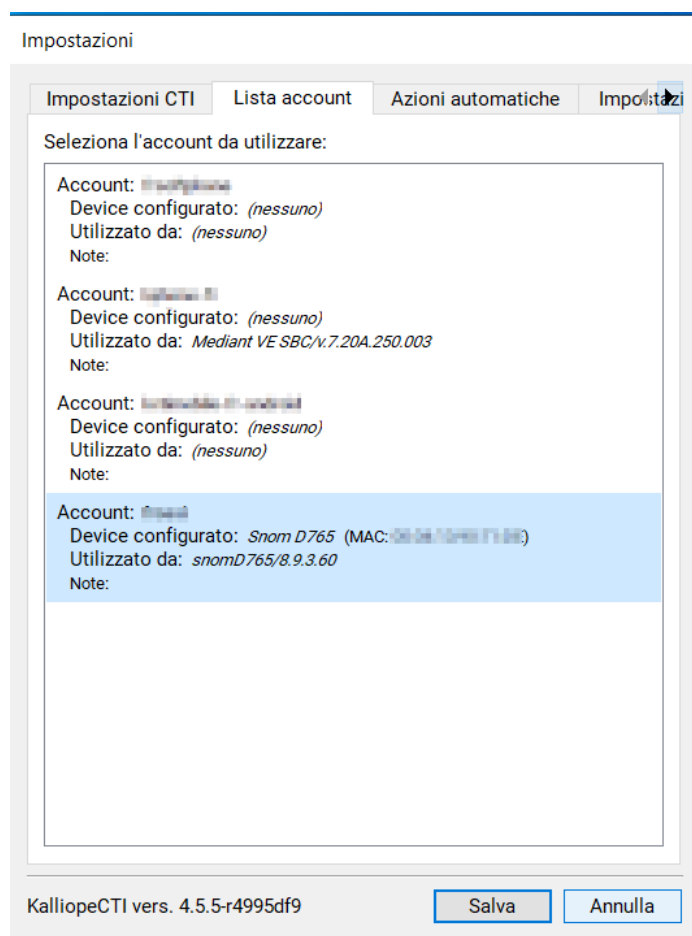 Impostazioni
Impostazioni CTI Lista account Azioni automatiche
Seleziona l'account da utilizzare:
Account:
Device configurato: (nessuno)
Utilizzato da: (nessuno)
Note:
Account:
Device configurato: (nessuno)
Utilizzato da: Mediant VE SBC/v.7.20A.250.003
Note:
Account:
Device configurato: (nessuno)
Utilizzato da: (nessuno)
Note:
Account:
Device configurato: Snom D765 (MAC: )
Utilizzato da: snomD765/8.9.3.60
Note:
KalliopeCTI vers. 4.5.5-r4995df9 Salva Annulla